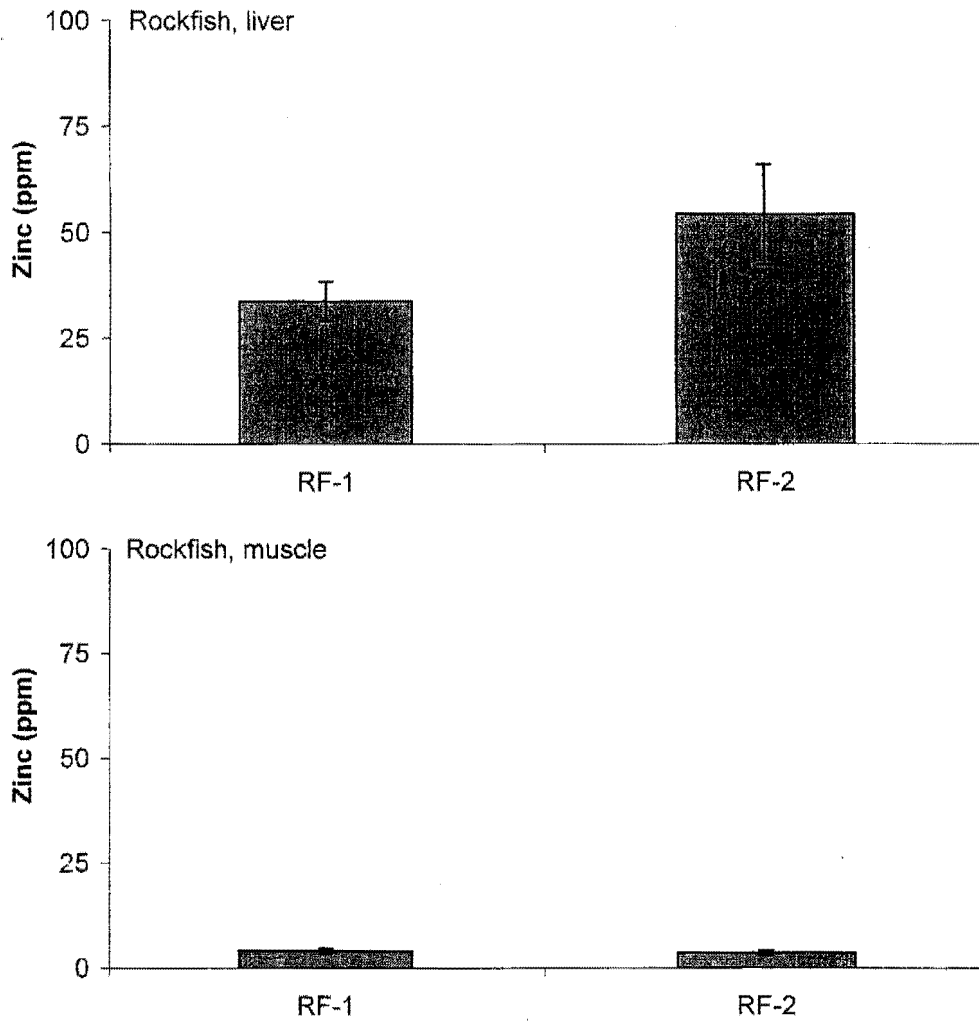 100 Rockfish, liver
75
50
25
0
Zinc (ppm)
RF-1 RF-2
100 Rockfish, muscle
75
50
25
0
Zinc (ppm)
RF-1 RF-2